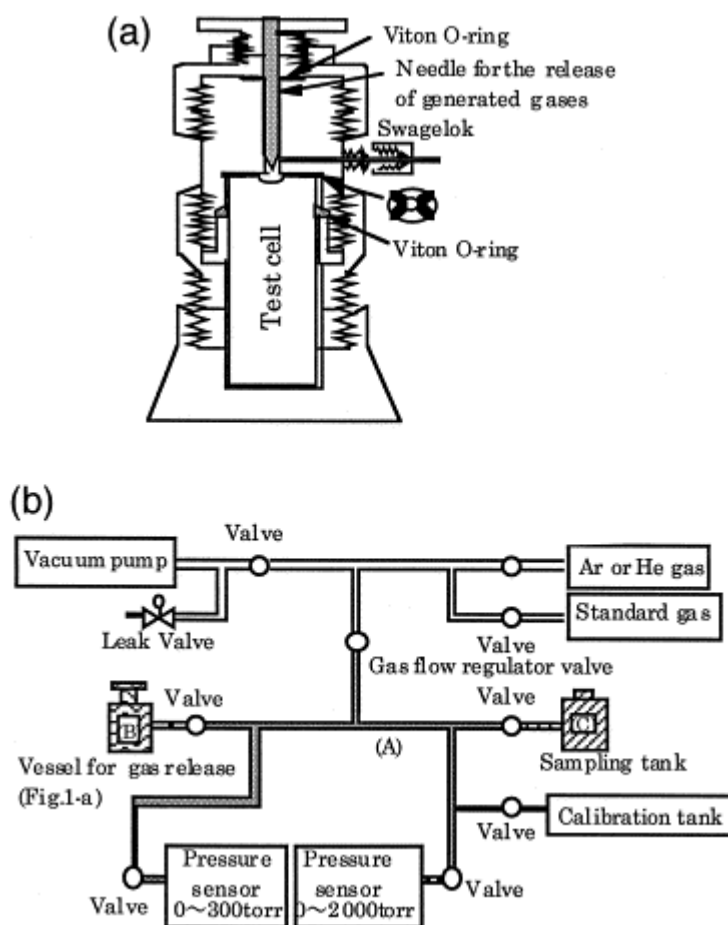 (a)
Viton O-ring
Needle for the release
of generated gases
Swagelok
Viton O-ring
Test cell
(b)
Valve
Vacuum pump
Ar or He gas
Standard gas
Leak Valve
Valve
Gas flow regulator valve
Valve
Valve
B
C
(A)
Vessel for gas release
(Fig.1-a)
Sampling tank
Calibration tank
Valve
Pressure
sensor
0～300torr
Pressure
sensor
0～2000torr
Valve
Valve